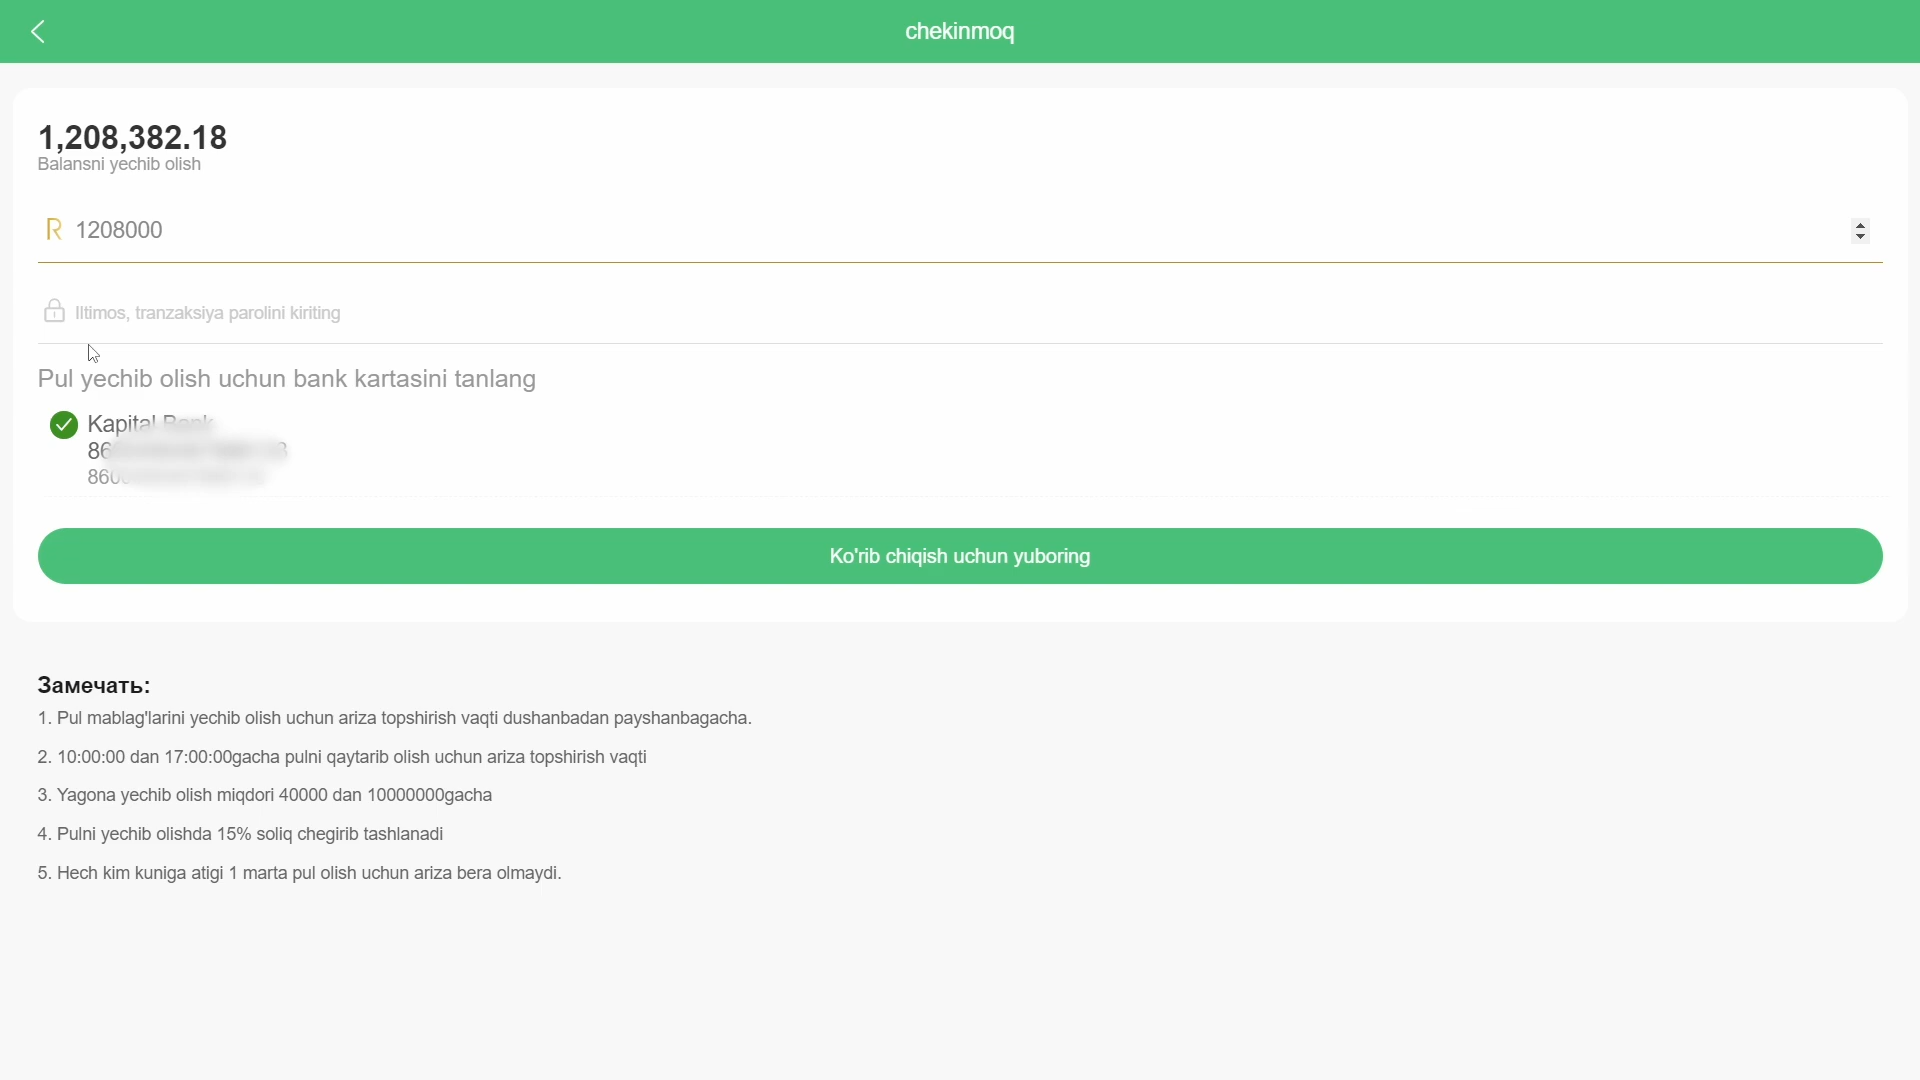 chekinmoq
1,208,382.18
Balansni yechib olish
1208000
Iltimos, tranzaksiya parolini kiriting
Pul yechib olish uchun bank kartasini tanlang
Kapital Bank
Ko'rib chiqish uchun yuboring
Замечать:
1. Pul mablag'larini yechib olish uchun ariza topshirish vaqti dushanbadan payshanbagacha.
2. 10:00:00 dan 17:00:00gacha pulni qaytarib olish uchun ariza topshirish vaqti
3. Yagona yechib olish miqdori 40000 dan 10000000gacha
4. Pulni yechib olishda 15% soliq chegirib tashlanadi
5. Hech kim kuniga atigi 1 marta pul olish uchun ariza bera olmaydi.